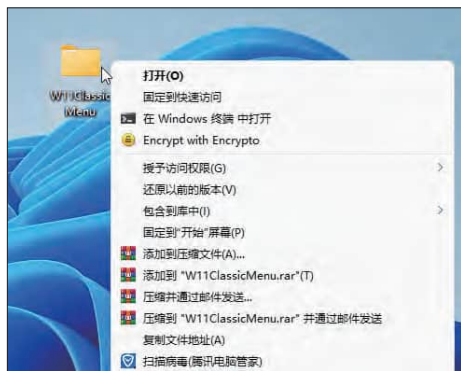 W11Classic
Menu
打开(O)
固定到快速访问
在 Windows 终端 中打开
Encrypt with Encrypto
授予访问权限(G)
还原以前的版本(V)
包含到库中(I)
固定到"开始"屏幕(P)
添加到压缩文件(A)...
添加到 "W11ClassicMenu.rar"(T)
压缩并通过邮件发送...
压缩到 "W11ClassicMenu.rar" 并通过邮件发送
复制文件地址(A)
扫描病毒(腾讯电脑管家)